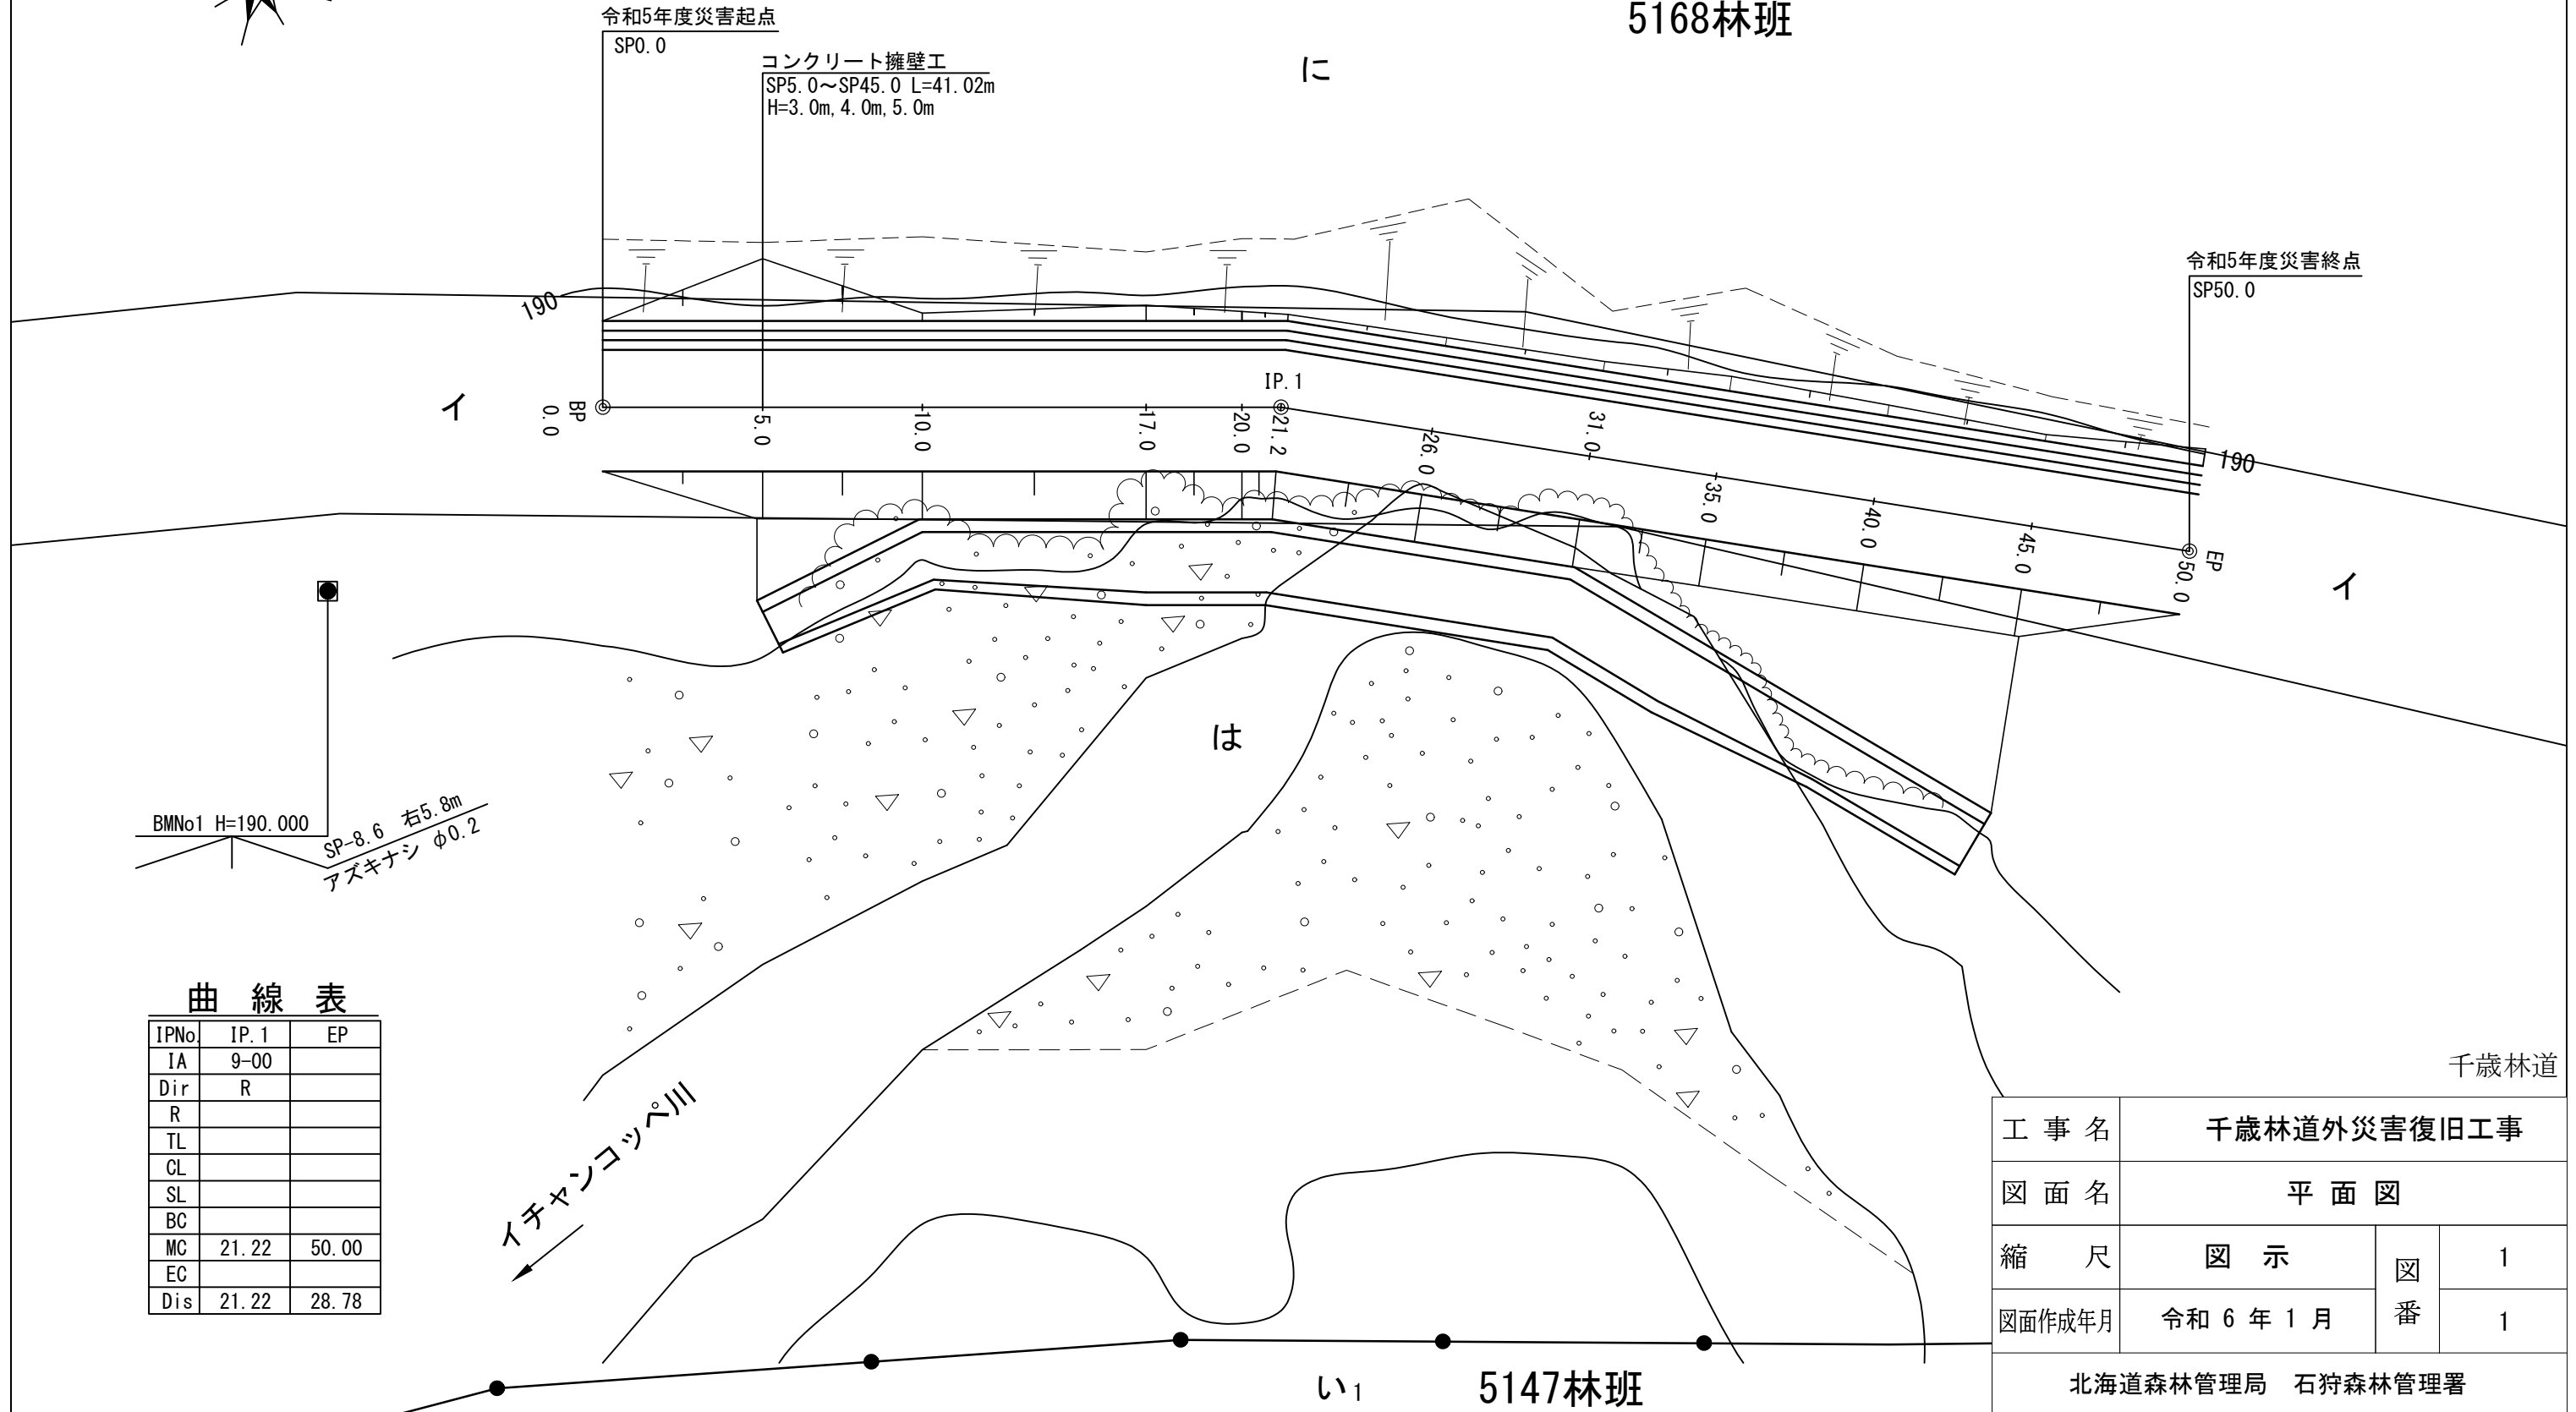 令和5年度災害起点
SP0.0
5168林班
コンクリート擁壁工
SP5.0～SP45.0 L=41.02m
H=3.0m,4.0m,5.0m
に
令和5年度災害終点
SP50.0
190
イ
BP
0.0
5.0
10.0
17.0
20.0
IP.1
21.2
26.0
31.0
35.0
40.0
45.0
EP
50.0
190
イ
は
BMNo1 H=190.000
SP-8.6 右5.8m
アズキナシ φ0.2
曲 線 表
IPNo. IP.1 EP
IA 9-00
Dir R
R
TL
CL
SL
BC
MC 21.22 50.00
EC
Dis 21.22 28.78
イチャンコッペ川
い1
5147林班
千歳林道
工 事 名 千歳林道外災害復旧工事
図 面 名 平 面 図
縮 尺 図 示 図番 1
図面作成年月 令和 6 年 1 月 1
北海道森林管理局 石狩森林管理署